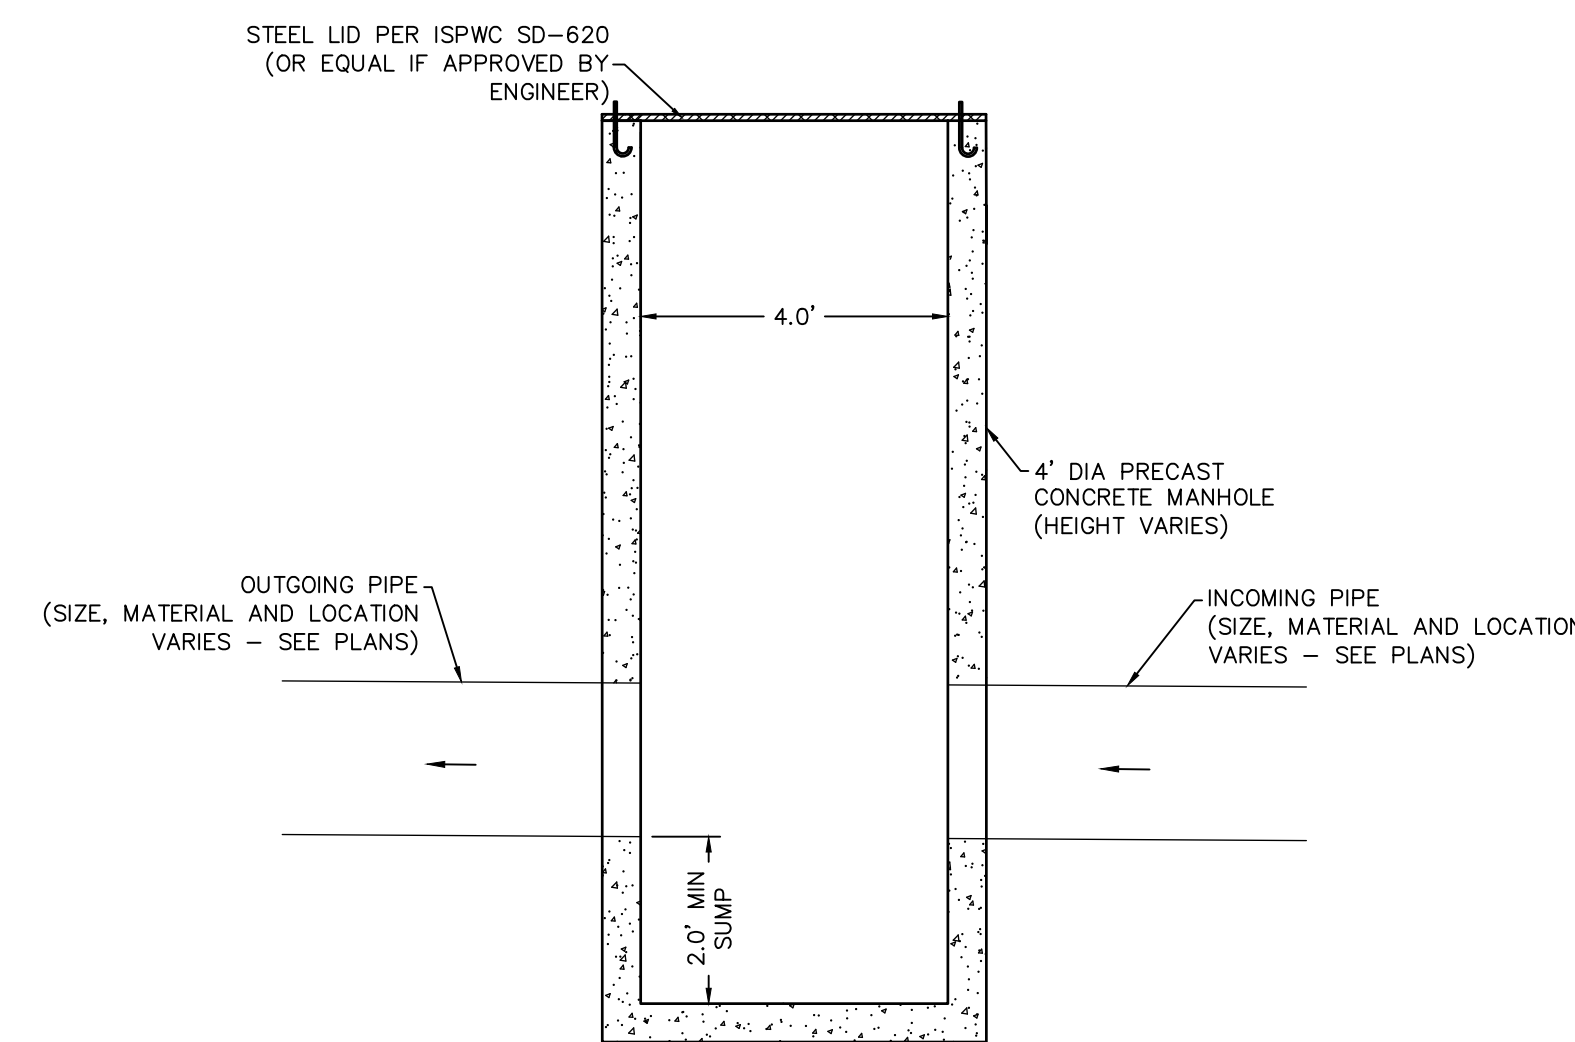 STEEL LID PER ISPWC SD-620
(OR EQUAL IF APPROVED BY
ENGINEER)
4.0'
4' DIA PRECAST
CONCRETE MANHOLE
(HEIGHT VARIES)
OUTGOING PIPE
(SIZE, MATERIAL AND LOCATION
VARIES - SEE PLANS)
INCOMING PIPE
(SIZE, MATERIAL AND LOCATION
VARIES - SEE PLANS)
2.0' MIN
SUMP